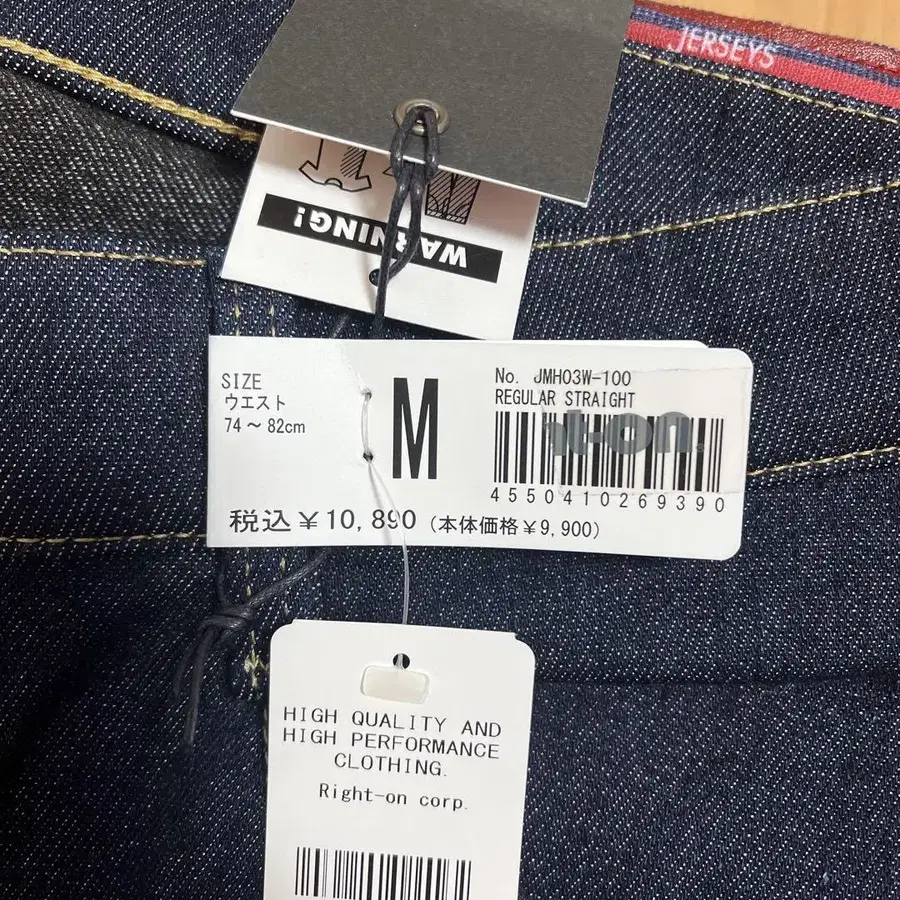 JERSEYS
WARNING!
SIZE
ウエスト
74～82cm
M
No. JMH03W-100
REGULAR STRAIGHT
t-on
4550410269390
税込￥10,890 (本体価格￥9,900)
HIGH QUALITY AND
HIGH PERFORMANCE
CLOTHING.
Right-on corp.